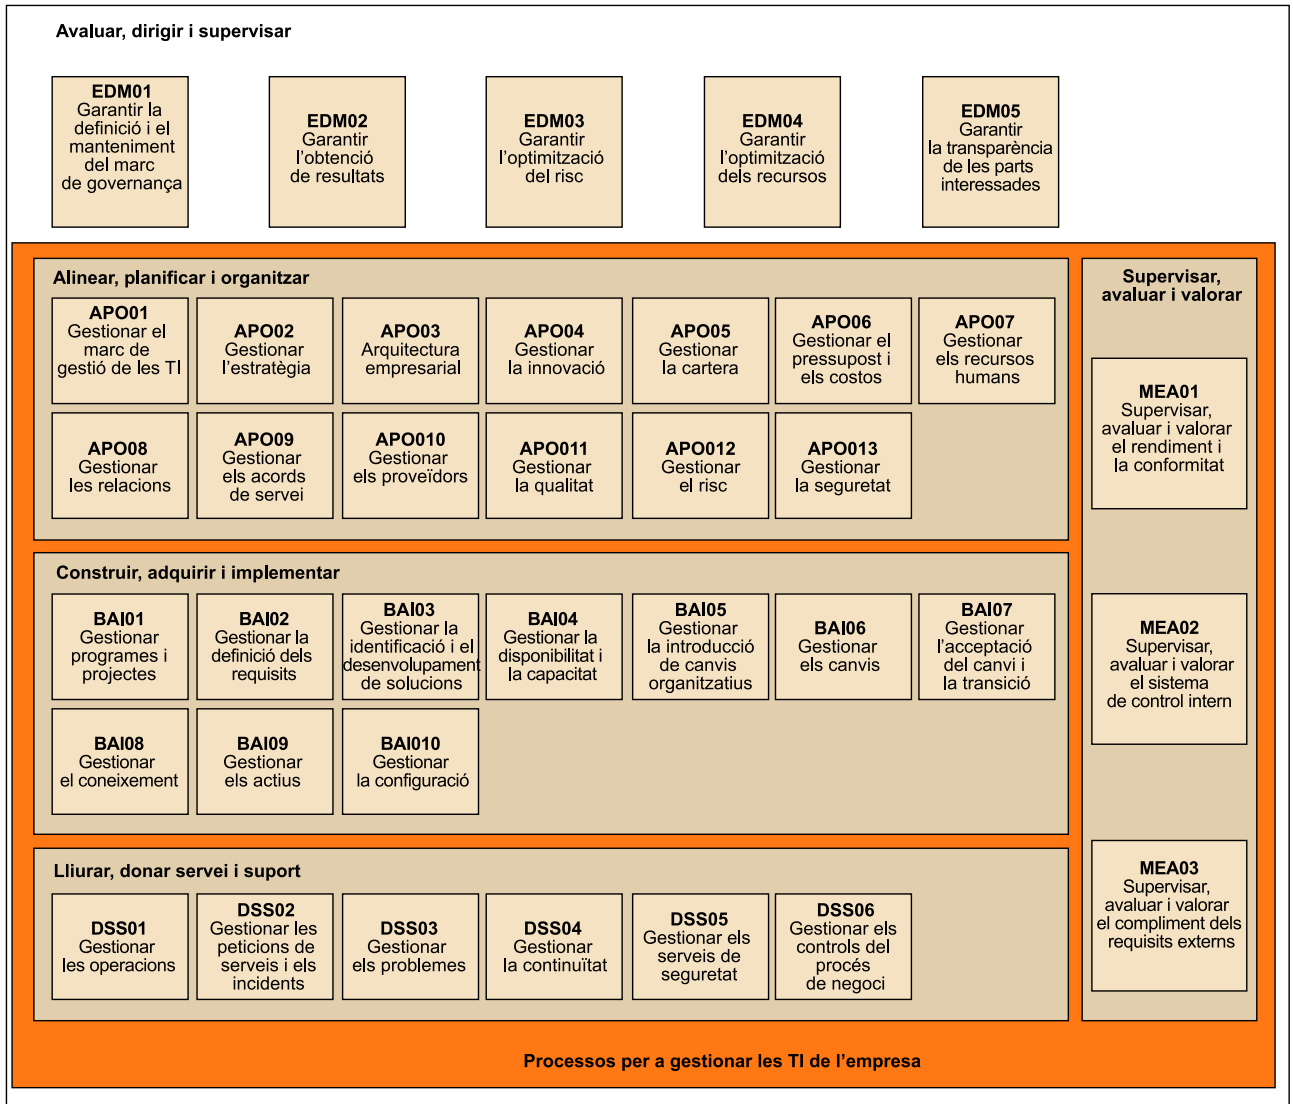 Avaluar, dirigir i supervisar
EDM01
Garantir la
definició i el
manteniment
del marc
de governança
EDM02
Garantir
l'obtenció
de resultats
EDM03
Garantir
l'optimització
del risc
EDM04
Garantir
l'optimització
dels recursos
EDM05
Garantir
la transparència
de les parts
interessades
Alinear, planificar i organitzar
APO01
Gestionar el
marc de
gestió de les TI
APO02
Gestionar
l'estratègia
APO03
Arquitectura
empresarial
APO04
Gestionar
la innovació
APO05
Gestionar
la cartera
APO06
Gestionar el
pressupost i
els costos
APO07
Gestionar
els recursos
humans
APO08
Gestionar
les relacions
APO09
Gestionar
els acords
de servei
APO010
Gestionar
els proveïdors
APO011
Gestionar
la qualitat
APO012
Gestionar
el risc
APO013
Gestionar
la seguretat
Construir, adquirir i implementar
BAI01
Gestionar
programes i
projectes
BAI02
Gestionar la
definició dels
requisits
BAI03
Gestionar la
identificació i el
desenvolupament
de solucions
BAI04
Gestionar la
disponibilitat i
la capacitat
BAI05
Gestionar
la introducció
de canvis
organitzatius
BAI06
Gestionar
els canvis
BAI07
Gestionar
l'acceptació
del canvi i
la transició
BAI08
Gestionar
el coneixement
BAI09
Gestionar
els actius
BAI010
Gestionar
la configuració
Lliurar, donar servei i suport
DSS01
Gestionar
les operacions
DSS02
Gestionar les
peticions de
serveis i els
incidents
DSS03
Gestionar
els problemes
DSS04
Gestionar
la continuïtat
DSS05
Gestionar els
serveis de
seguretat
DSS06
Gestionar els
controls del
procés
de negoci
Supervisar,
avaluar i valorar
MEA01
Supervisar,
avaluar i valorar
el rendiment i
la conformitat
MEA02
Supervisar,
avaluar i valorar
el sistema
de control intern
MEA03
Supervisar,
avaluar i valorar
el compliment dels
requisits externs
Processos per a gestionar les TI de l'empresa